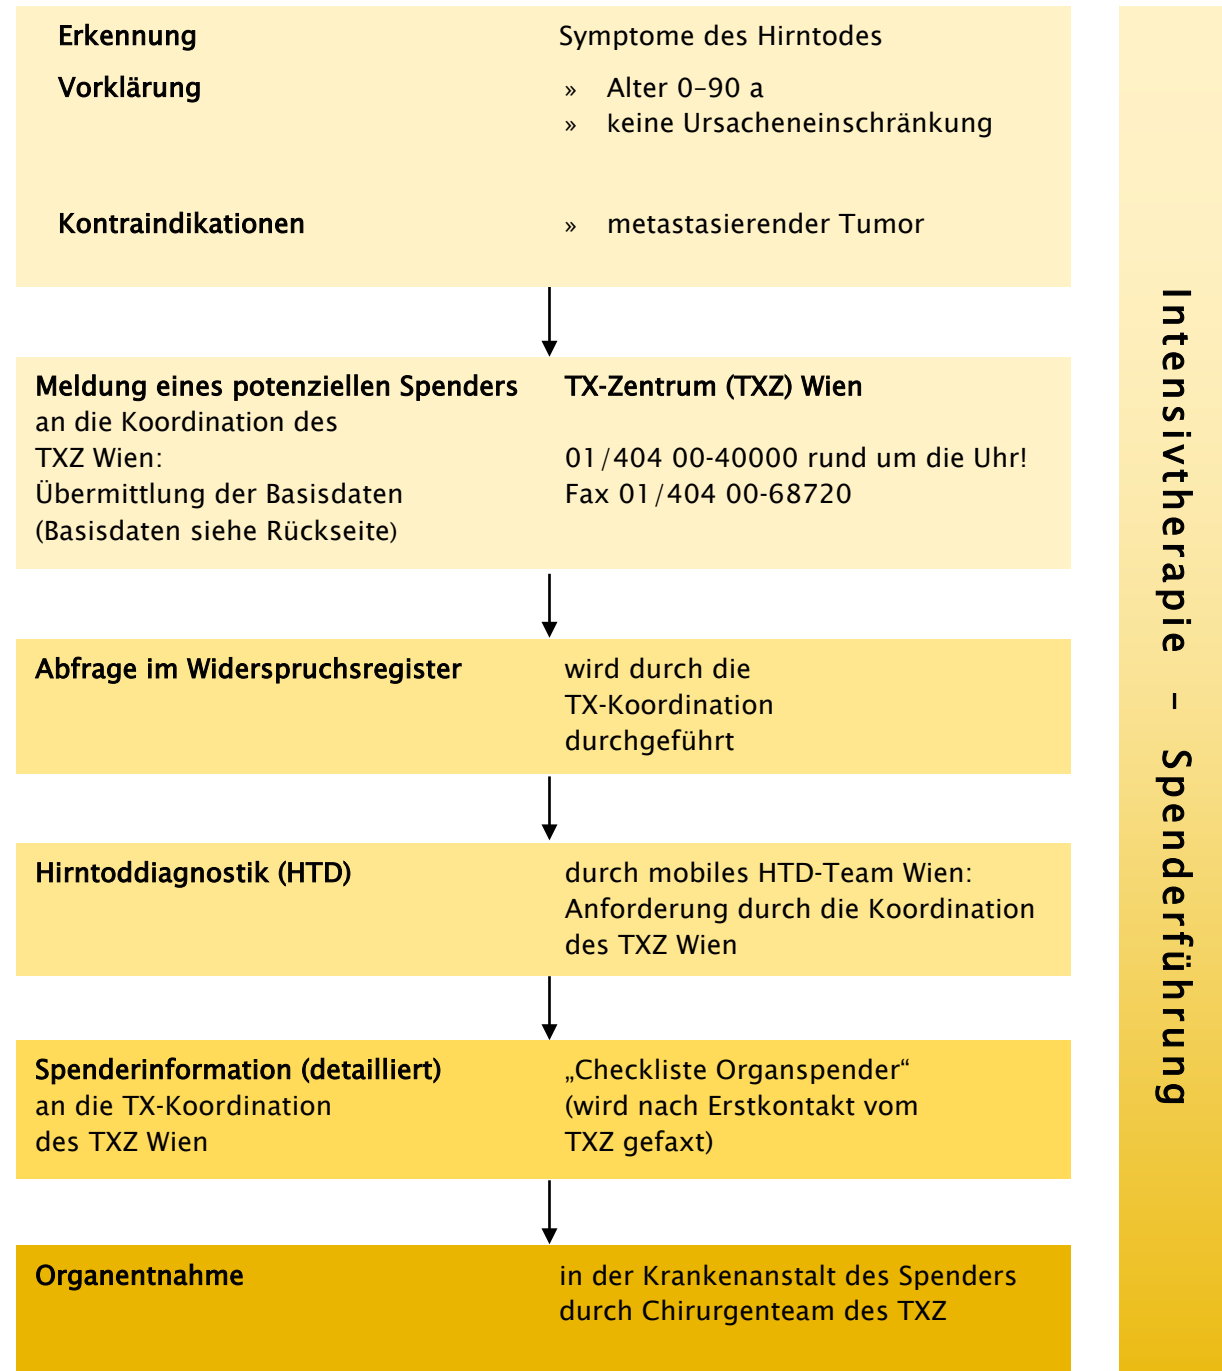 Erkennung
Symptome des Hirntodes
Vorklärung
» Alter 0–90 a
» keine Ursacheneinschränkung
Kontraindikationen
» metastasierender Tumor
Meldung eines potenziellen Spenders
an die Koordination des
TXZ Wien:
Übermittlung der Basisdaten
(Basisdaten siehe Rückseite)
TX-Zentrum (TXZ) Wien
01/404 00-40000 rund um die Uhr!
Fax 01/404 00-68720
Abfrage im Widerspruchsregister
wird durch die
TX-Koordination
durchgeführt
Hirntoddiagnostik (HTD)
durch mobiles HTD-Team Wien:
Anforderung durch die Koordination
des TXZ Wien
Spenderinformation (detailliert)
an die TX-Koordination
des TXZ Wien
„Checkliste Organspender“
(wird nach Erstkontakt vom
TXZ gefaxt)
Organentnahme
in der Krankenanstalt des Spenders
durch Chirurgenteam des TXZ
Intensivtherapie – Spenderführung